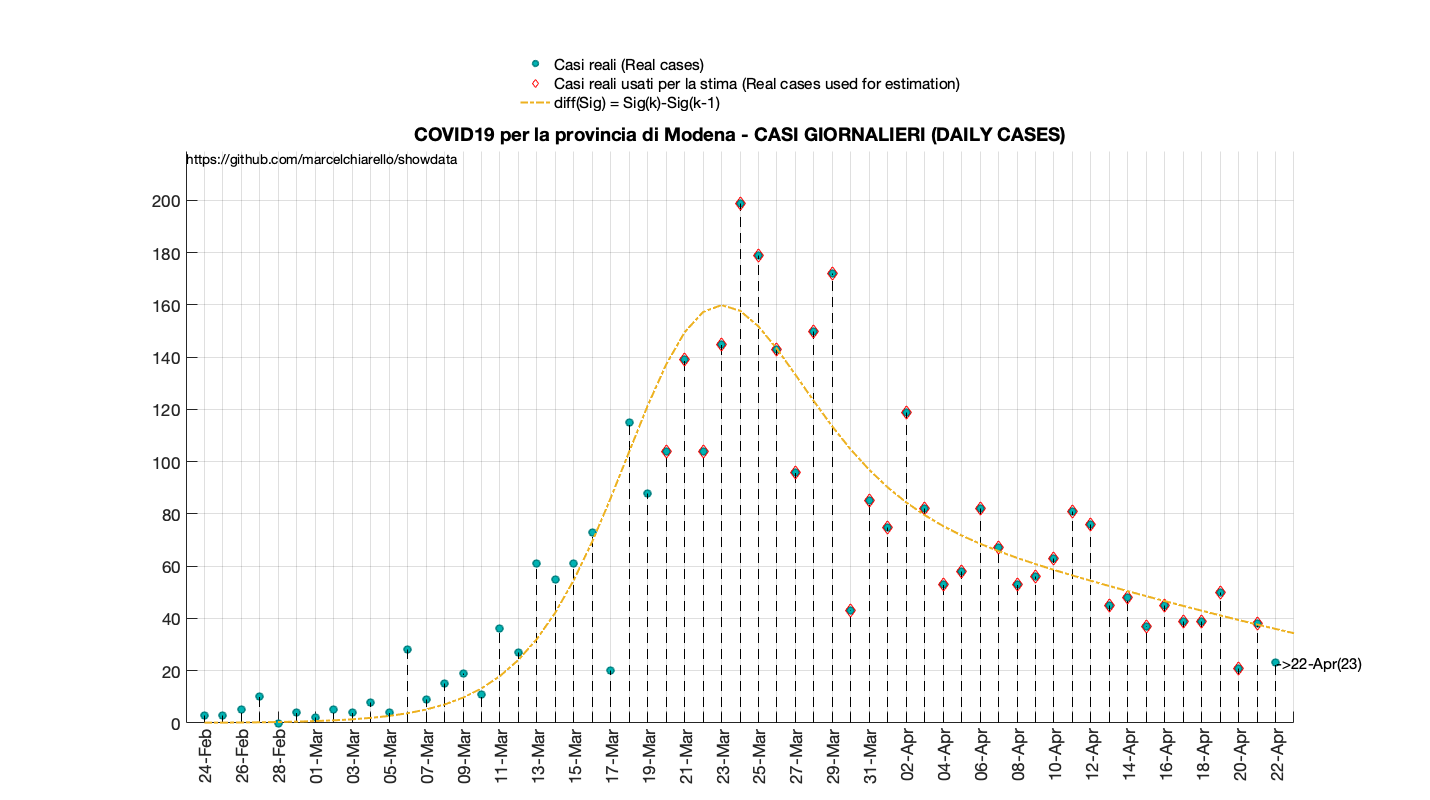 Casi reali (Real cases)
Casi reali usati per la stima (Real cases used for estimation)
diff(Sig) = Sig(k)-Sig(k-1)
COVID19 per la provincia di Modena - CASI GIORNALIERI (DAILY CASES)
https://github.com/marcelchiarello/showdata
200
180
160
140
120
100
80
60
40
20
0
>22-Apr(23)
24-Feb
26-Feb
28-Feb
01-Mar
03-Mar
05-Mar
07-Mar
09-Mar
11-Mar
13-Mar
15-Mar
17-Mar
19-Mar
21-Mar
23-Mar
25-Mar
27-Mar
29-Mar
31-Mar
02-Apr
04-Apr
06-Apr
08-Apr
10-Apr
12-Apr
14-Apr
16-Apr
18-Apr
20-Apr
22-Apr